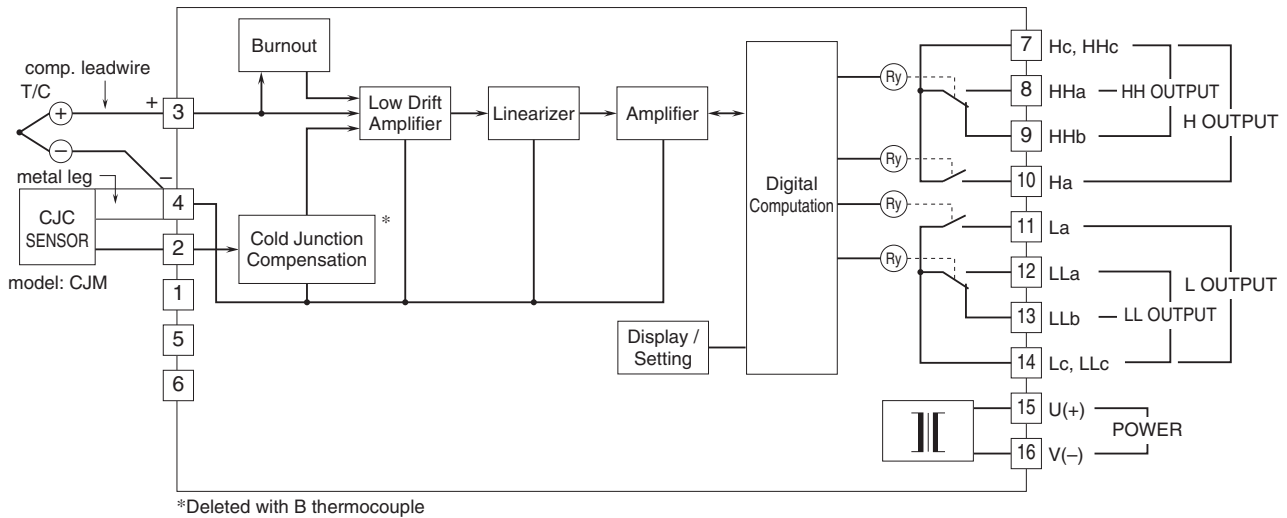 Burnout
comp. leadwire
T/C
+
+
3
–
–
metal leg
4
CJC
SENSOR
2
model: CJM
1
5
6
Low Drift
Amplifier
Linearizer
Amplifier
Cold Junction
Compensation
*
Digital
Computation
Display /
Setting
Ry
Ry
Ry
Ry
7 Hc, HHc
8 HHa
9 HHb
10 Ha
11 La
12 LLa
13 LLb
14 Lc, LLc
15 U(+)
16 V(–)
HH OUTPUT
H OUTPUT
L OUTPUT
LL OUTPUT
POWER
*Deleted with B thermocouple